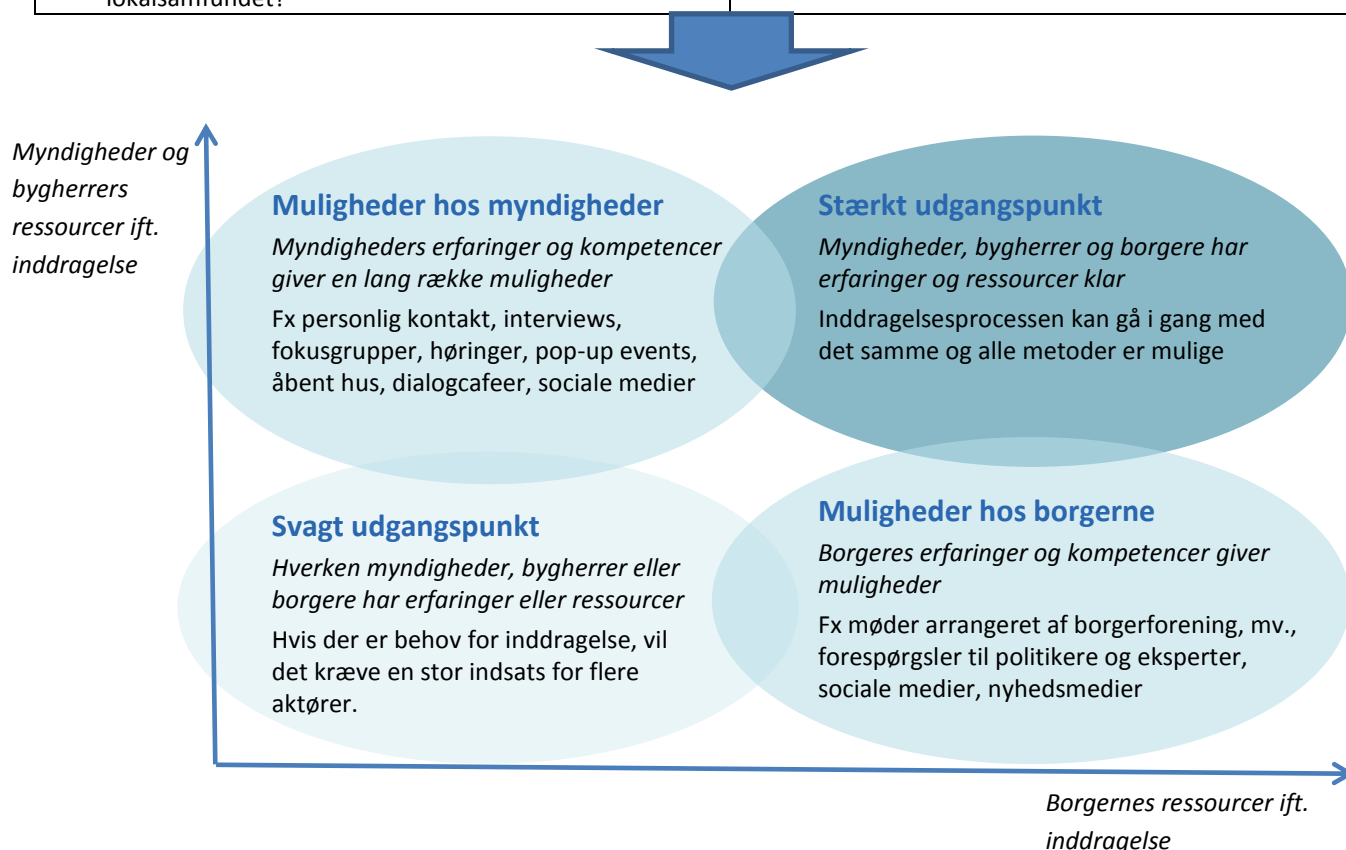 lokalsamfundet?
Myndigheder og
bygherrers
ressourcer ift.
inddragelse
Muligheder hos myndigheder
Myndigheders erfaringer og kompetencer
giver en lang række muligheder
Fx personlig kontakt, interviews,
fokusgrupper, høringer, pop-up events,
åbent hus, dialogcafeer, sociale medier
Stærkt udgangspunkt
Myndigheder, bygherrer og borgere har
erfaringer og ressourcer klar
Inddragelsesprocessen kan gå i gang med
det samme og alle metoder er mulige
Svagt udgangspunkt
Hverken myndigheder, bygherrer eller
borgere har erfaringer eller ressourcer
Hvis der er behov for inddragelse, vil
det kræve en stor indsats for flere
aktører.
Muligheder hos borgerne
Borgeres erfaringer og kompetencer giver
muligheder
Fx møder arrangeret af borgerforening, mv.,
forespørgsler til politikere og eksperter,
sociale medier, nyhedsmedier
Borgernes ressourcer ift.
inddragelse